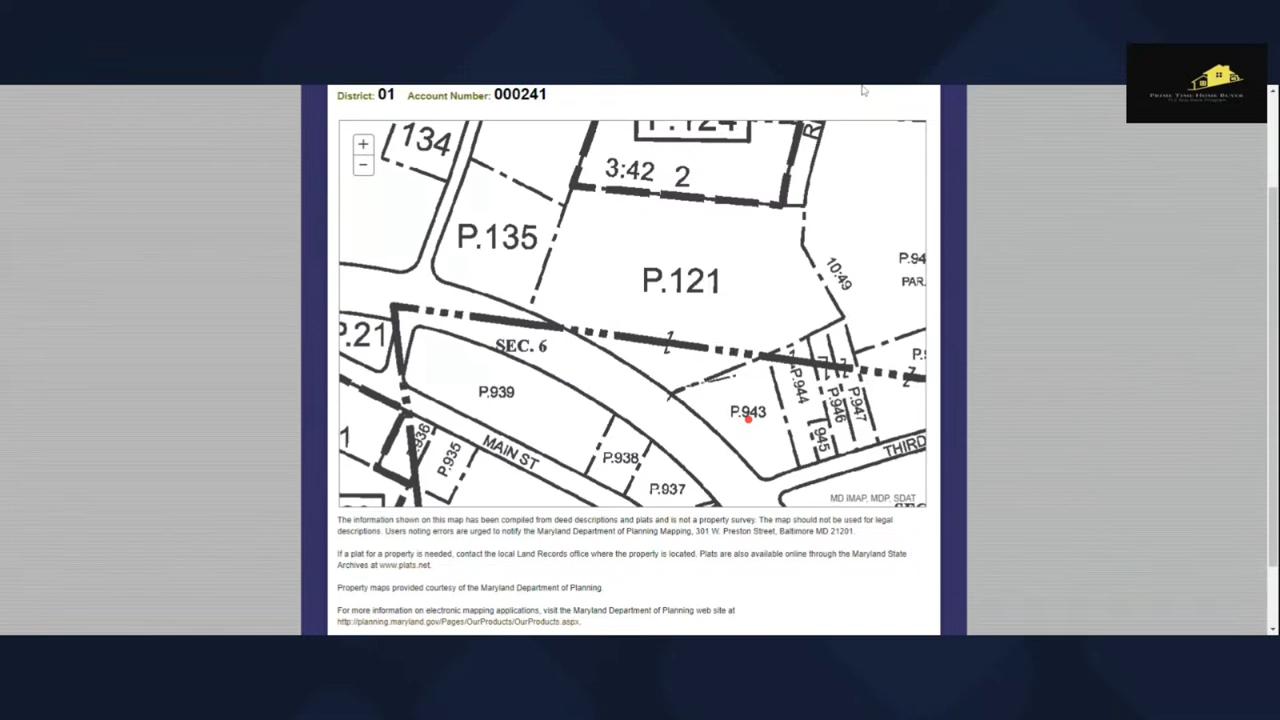 District: 01 Account Number: 000241
PRIME TIME HOME BUYER
P.124
134
3:42 2
P.135
P.121
10:49
P.94
PAR.
P.21
SEC. 6
P.939
P.943
P.944
P.946
P.947
945
936
P.935
MAIN ST
P.938
P.937
THIRD
MD IMAP, MDP, SDAT
The information shown on this map has been compiled from deed descriptions and plats and is not a property survey. The map should not be used for legal
descriptions. Users noting errors are urged to notify the Maryland Department of Planning Mapping, 301 W. Preston Street, Baltimore MD 21201.
If a plat for a property is needed, contact the local Land Records office where the property is located. Plats are also available online through the Maryland State
Archives at www.plats.net.
Property maps provided courtesy of the Maryland Department of Planning.
For more information on electronic mapping applications, visit the Maryland Department of Planning web site at
http://planning.maryland.gov/Pages/OurProducts/OurProducts.aspx.